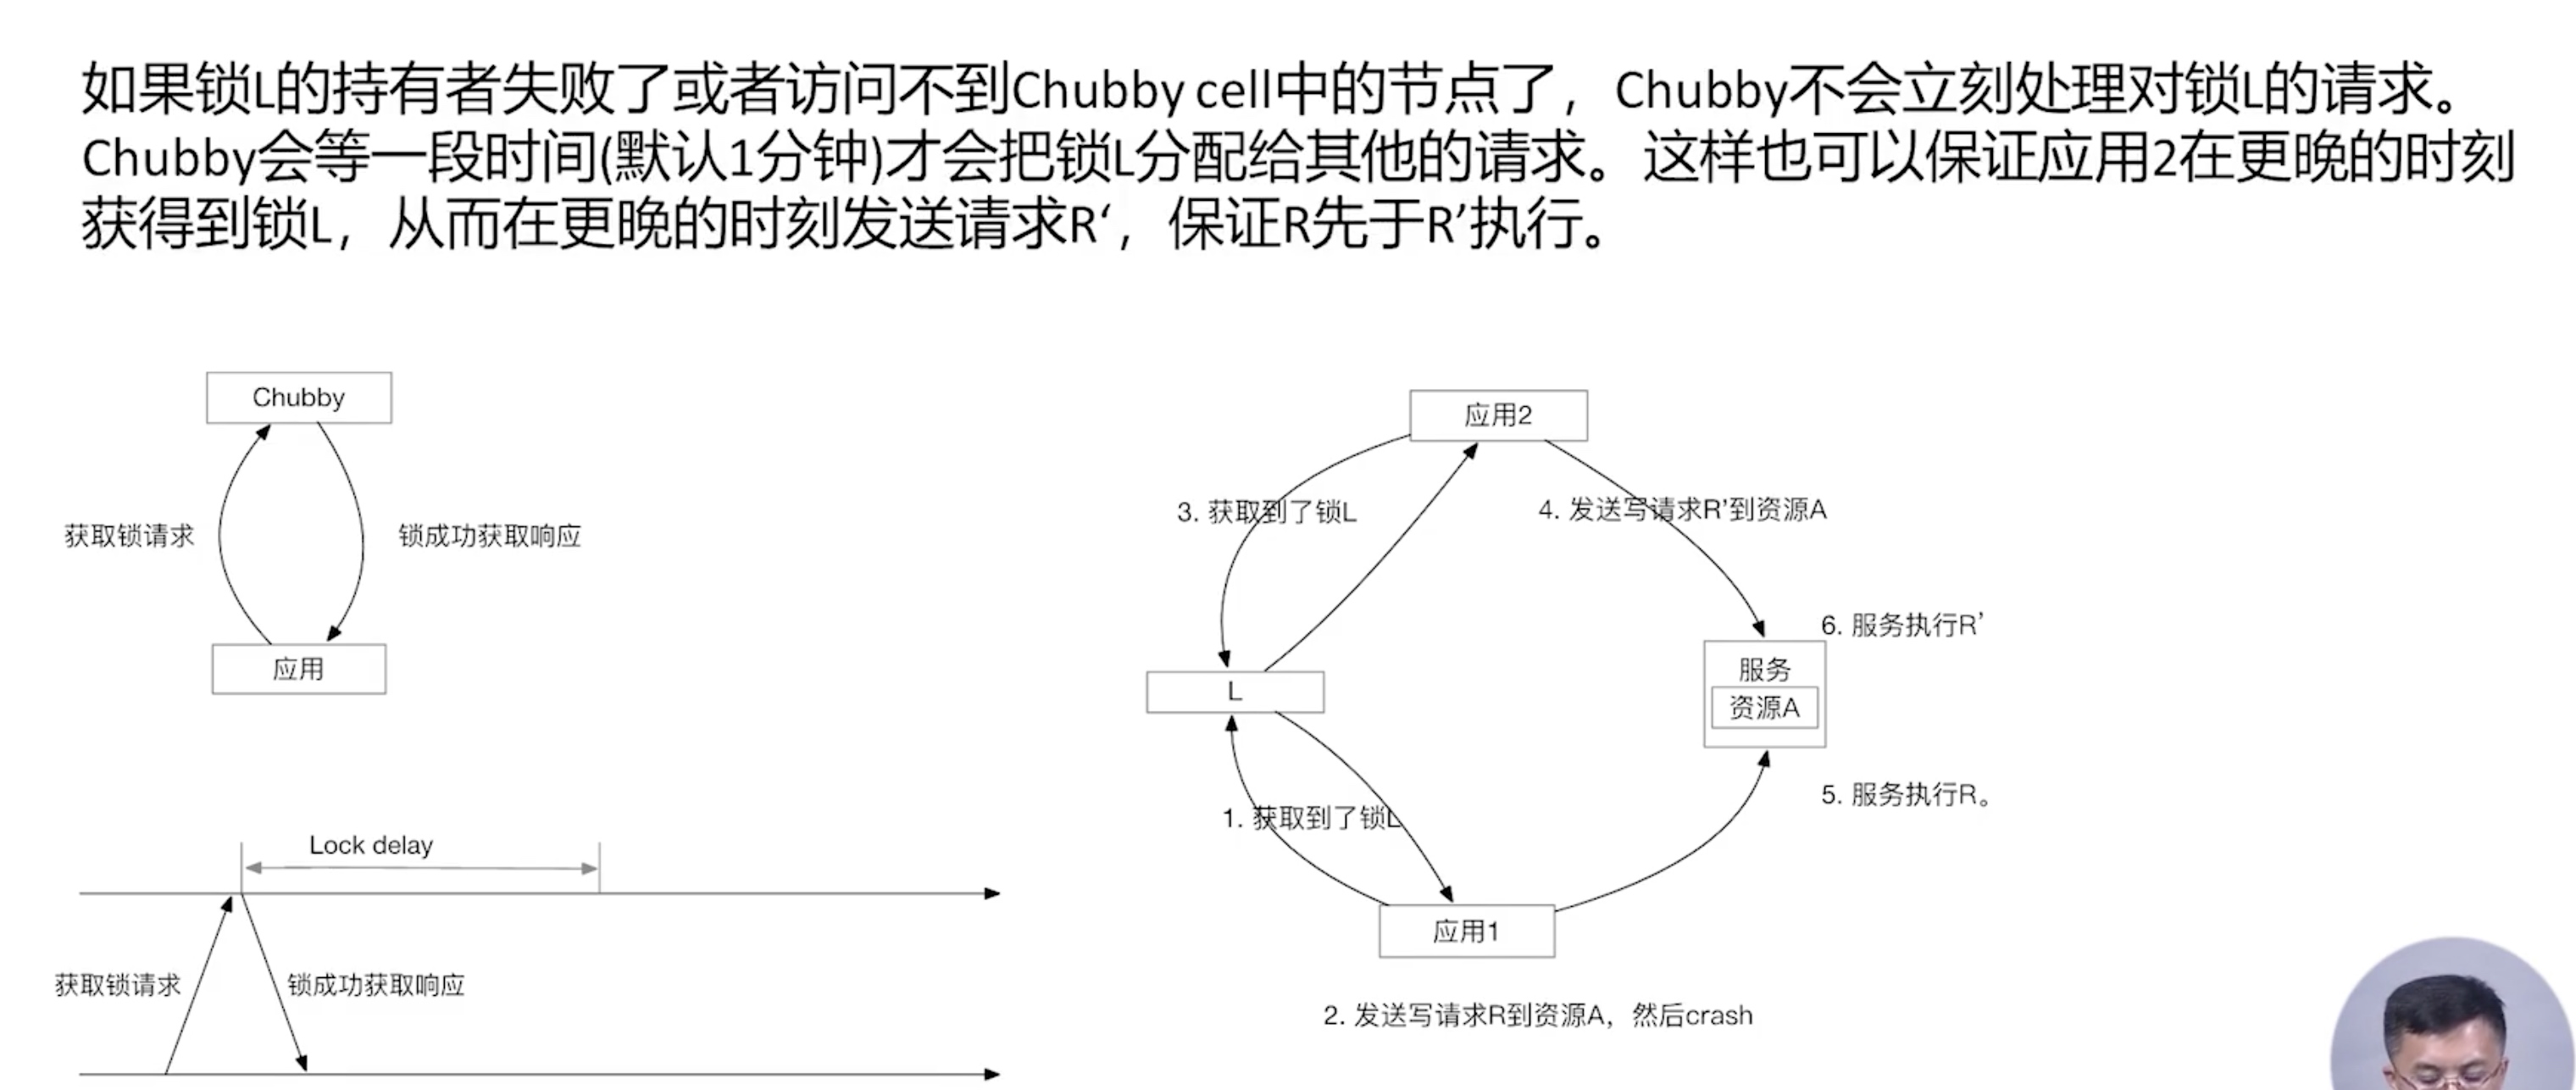 如果锁L的持有者失败了或者访问不到Chubby cell中的节点了，Chubby不会立刻处理对锁L的请求。
Chubby会等一段时间(默认1分钟)才会把锁L分配给其他的请求。这样也可以保证应用2在更晚的时刻
获得到锁L，从而在更晚的时刻发送请求R‘，保证R先于R’执行。
Chubby
获取锁请求
锁成功获取响应
应用
Lock delay
获取锁请求
锁成功获取响应
应用2
3. 获取到了锁L
4. 发送写请求R’到资源A
6. 服务执行R’
服务
资源A
L
5. 服务执行R。
1. 获取到了锁L
应用1
2. 发送写请求R到资源A，然后crash